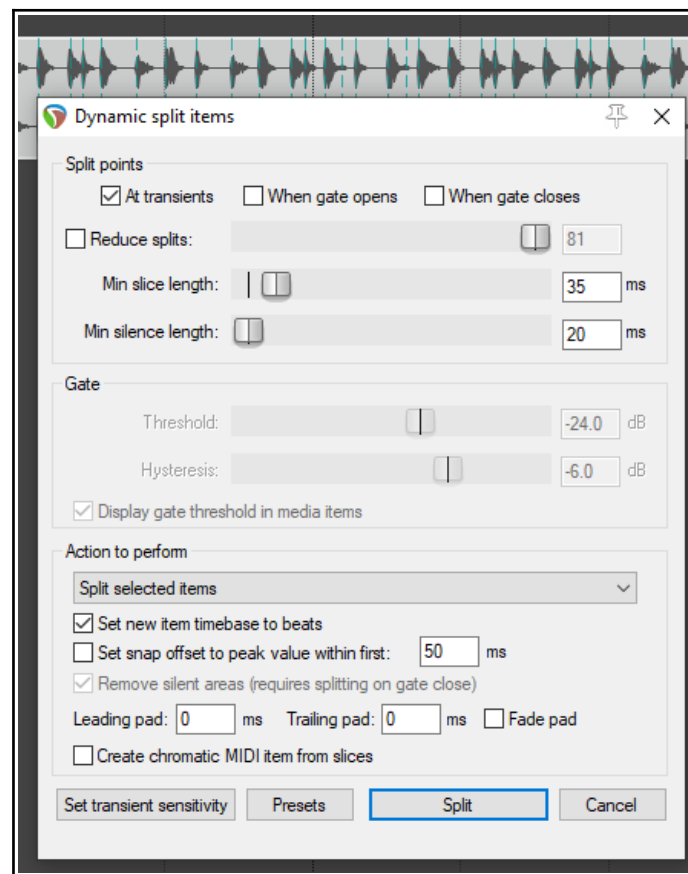 Dynamic split items
Split points
At transients When gate opens When gate closes
Reduce splits: 81
Min slice length: 35 ms
Min silence length: 20 ms
Gate
Threshold: -24.0 dB
Hysteresis: -6.0 dB
Display gate threshold in media items
Action to perform
Split selected items
Set new item timebase to beats
Set snap offset to peak value within first: 50 ms
Remove silent areas (requires splitting on gate close)
Leading pad: 0 ms Trailing pad: 0 ms Fade pad
Create chromatic MIDI item from slices
Set transient sensitivity Presets Split Cancel